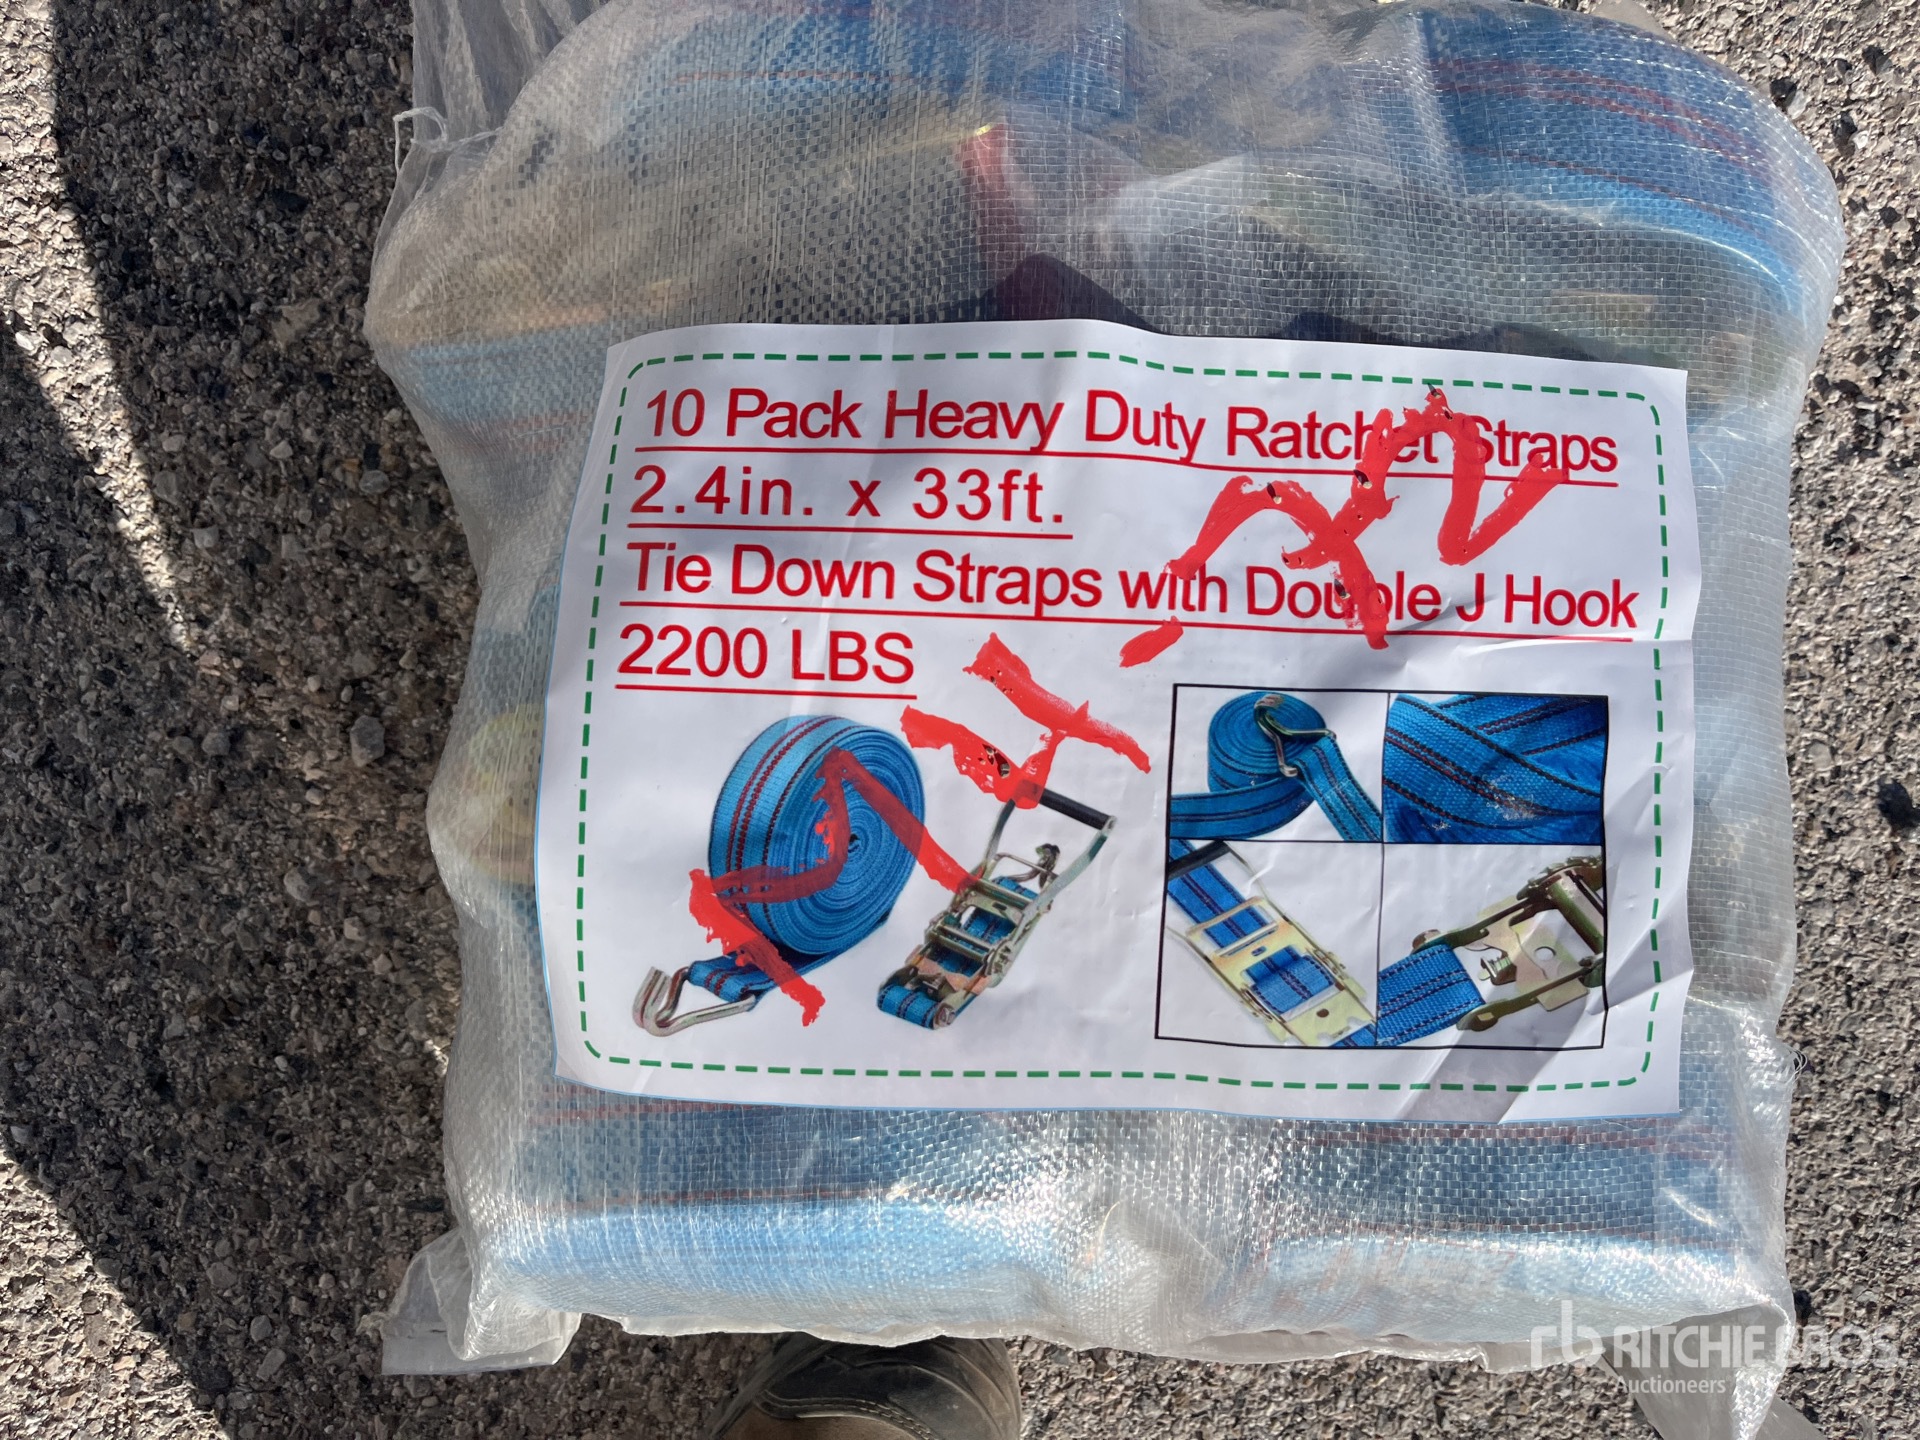 10 Pack Heavy Duty Ratchet Straps
2.4in. x 33ft.
Tie Down Straps with Double J Hook
2200 LBS
rb RITCHIE BROS.
Auctioneers